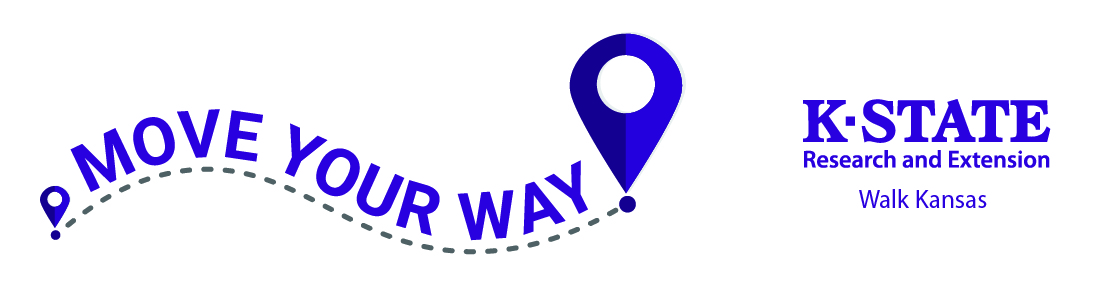 MOVE YOUR WAY
K·STATE
Research and Extension
Walk Kansas